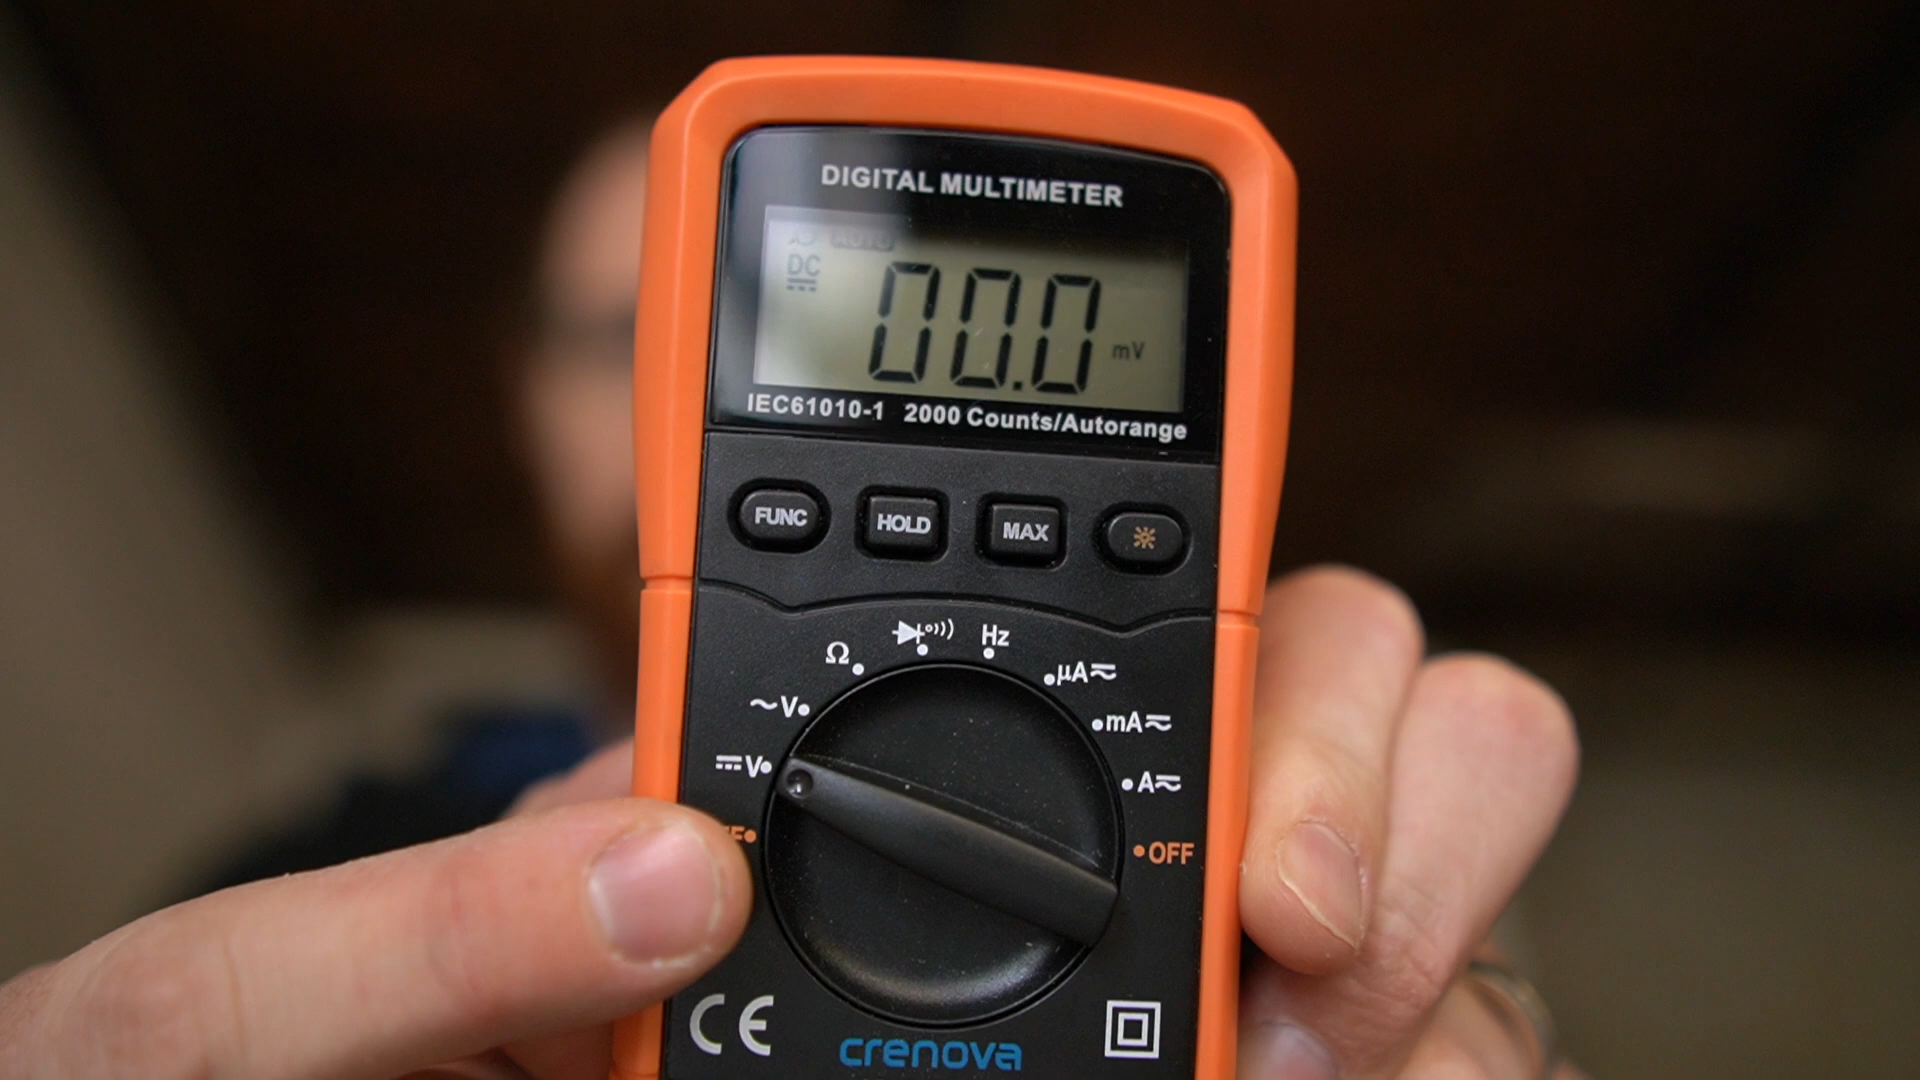 DIGITAL MULTIMETER
AUTO
DC
00.0 mV
IEC61010-1 2000 Counts/Autorange
FUNC HOLD MAX
Hz
Ω
μA
~V
mA
V
A
OFF
CE
crenova